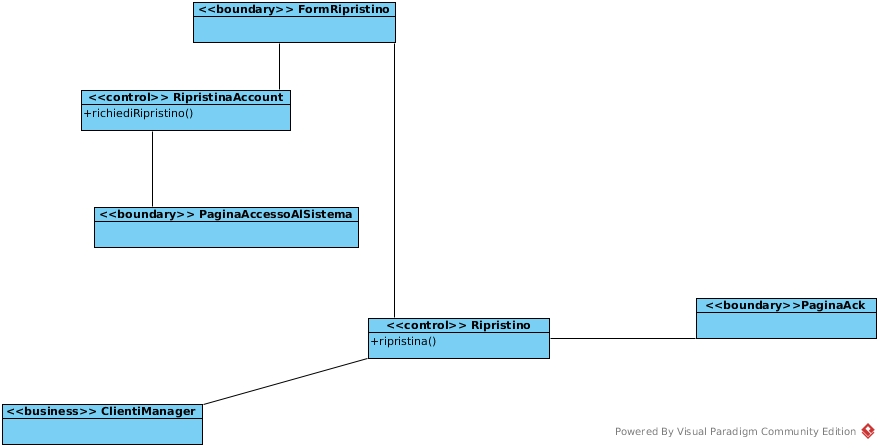 <<boundary>> FormRipristino
<<control>> RipristinaAccount
+richiediRipristino()
<<boundary>> PaginaAccessoAlSistema
<<control>> Ripristino
+ripristina()
<<boundary>>PaginaAck
<<business>> ClientiManager
Powered By Visual Paradigm Community Edition